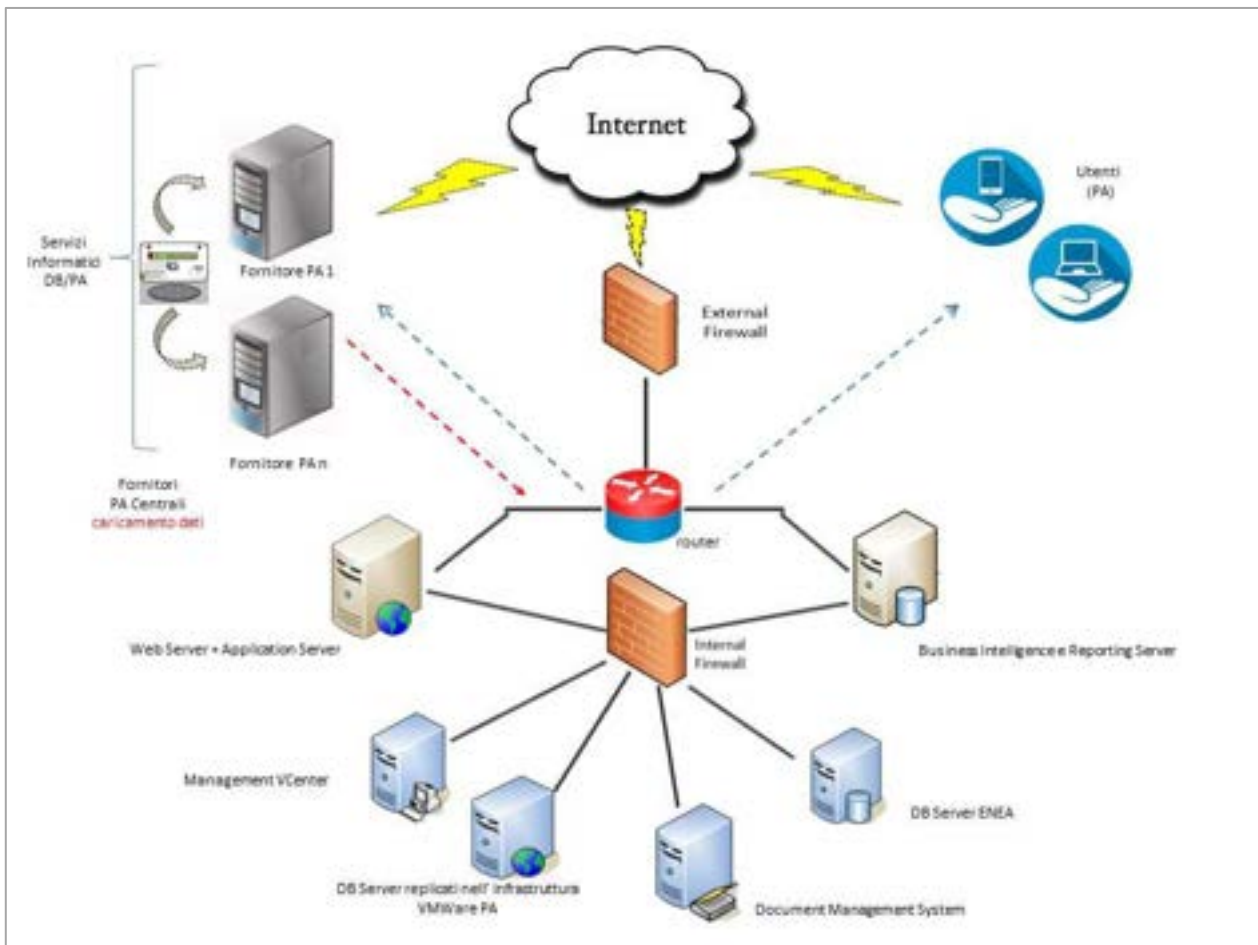 Internet
Utenti
(PA)
Servizi
Informatici
DB/PA
Fornitore PA 1
External
Firewall
Fornitore PA n
Fornitori
PA Centrali
caricamento dati
router
Web Server + Application Server
Internal
Firewall
Business Intelligence e Reporting Server
Management VCenter
DB Server ENEA
DB Server replicati nell' infrastruttura
VMWare PA
Document Management System